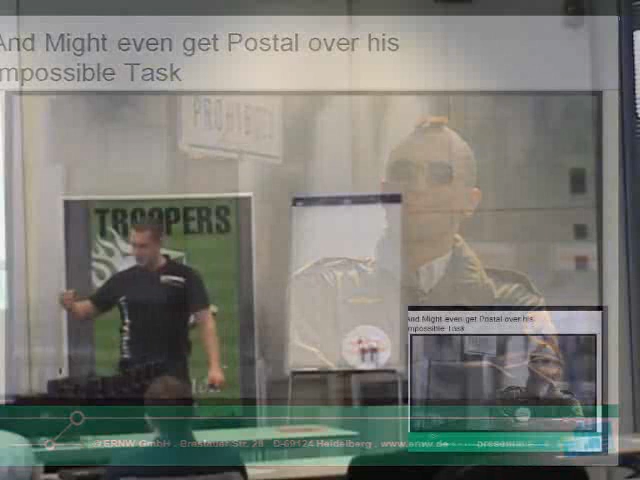 And Might even get Postal over his
mpossible Task
PROHIBITED
TROOPERS
And Might even get Postal over his
mpossible Task
ERNW GmbH . Breslauer Str. 28 . D-69124 Heidelberg . www.ernw.de